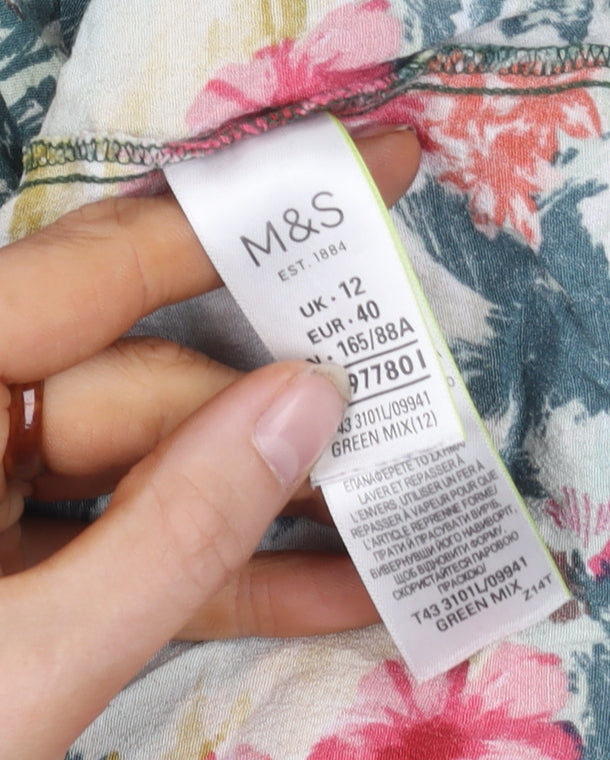 M&S
EST. 1884
UK · 12
EUR · 40
· 165/88A
977801
T43 3101L/09941
GREEN MIX(12)
ΕΠΑΝΑΦΕΡΕΤΕ ΤΟ
LAVER ET REPASSER À
L'ENVERS. UTILISER UN FER À
REPASSER À VAPEUR POUR QUE
L'ARTICLE REPRENNE FORME/
ПРАТИ Й ПРАСУВАТИ ВИРІБ,
ВИВЕРНУВШИ ЙОГО НАВИВОРІТ,
ЩОБ ВІДНОВИТИ ФОРМУ,
СКОРИСТАЙТЕСЯ ПАРОВОЮ
ПРАСКОЮ/
T43 3101L/09941
GREEN MIX Z14T